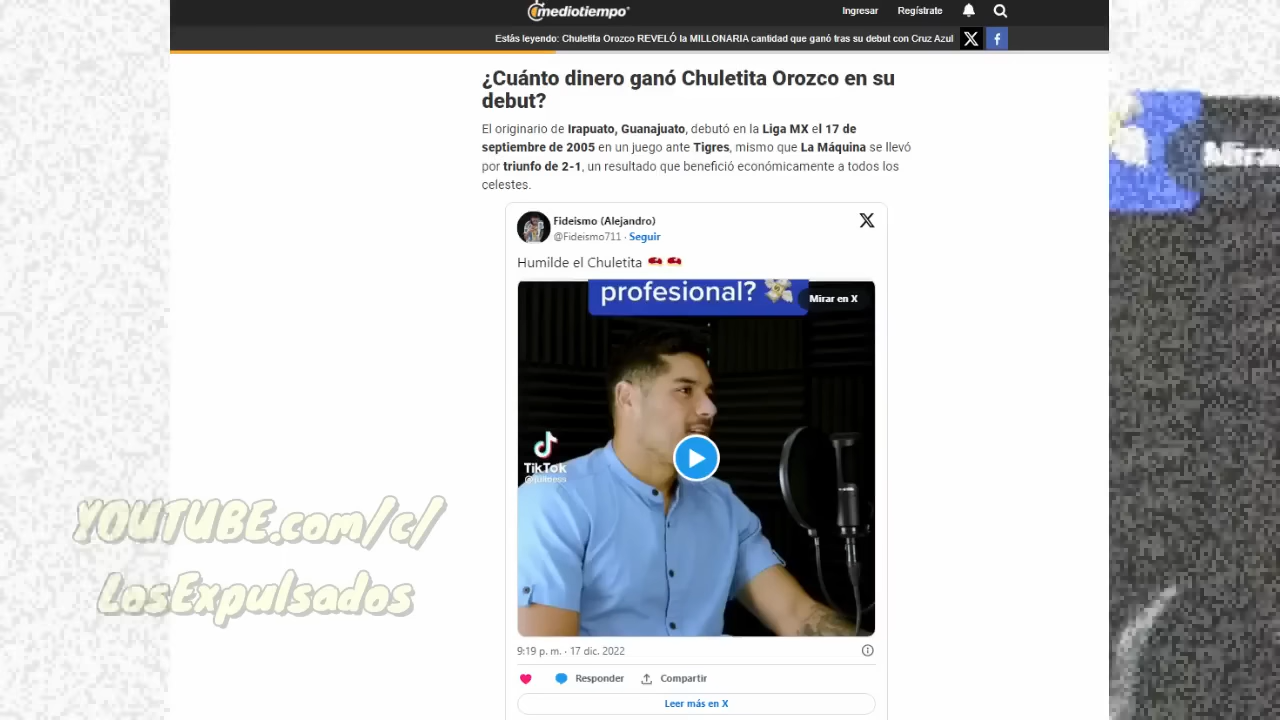 mediotiempo
Ingresar
Regístrate
Estás leyendo: Chuletita Orozco REVELÓ la MILLONARIA cantidad que ganó tras su debut con Cruz Azul
¿Cuánto dinero ganó Chuletita Orozco en su
debut?
El originario de Irapuato, Guanajuato, debutó en la Liga MX el 17 de
septiembre de 2005 en un juego ante Tigres, mismo que La Máquina se llevó
por triunfo de 2-1, un resultado que benefició económicamente a todos los
celestes.
Fideismo (Alejandro)
@Fideismo711 · Seguir
Humilde el Chuletita
profesional?
Mirar en X
TikTok
9:19 p. m. · 17 dic. 2022
Responder
Compartir
Leer más en X
YOUTUBE.com/c/
LosExpulsados
Mirar